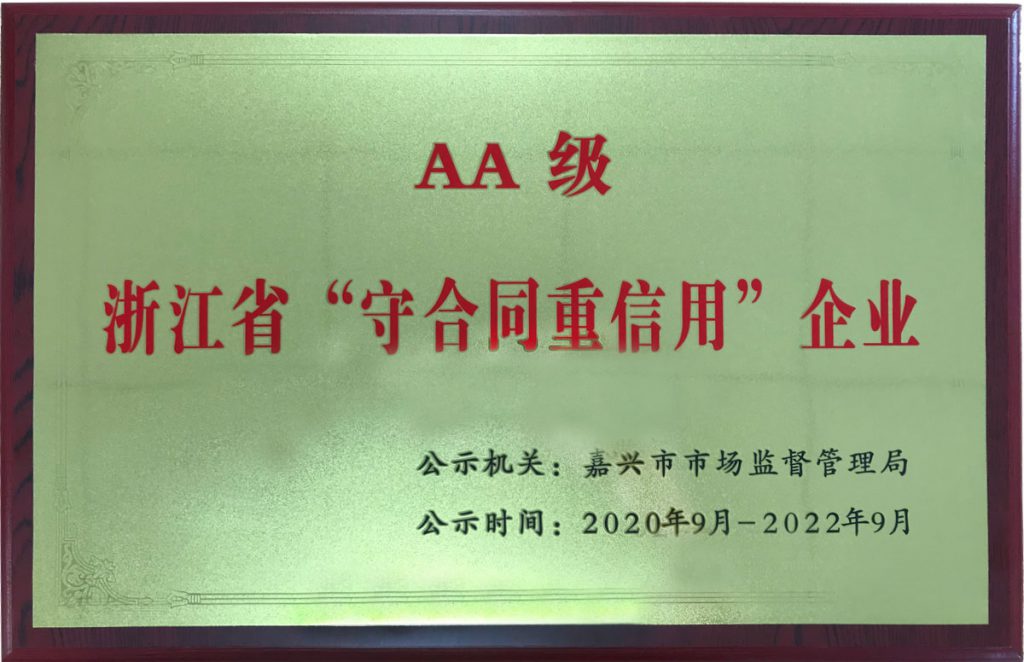 AA 级
浙江省“守合同重信用”企业
公示机关：嘉兴市市场监督管理局
公示时间：2020年9月-2022年9月